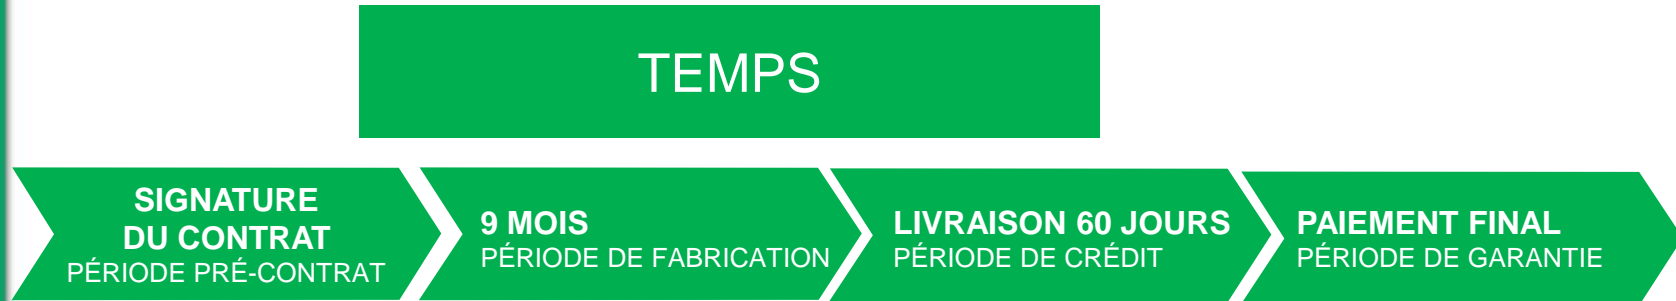 TEMPS
SIGNATURE
DU CONTRAT
PÉRIODE PRÉ-CONTRAT
9 MOIS
PÉRIODE DE FABRICATION
LIVRAISON 60 JOURS
PÉRIODE DE CRÉDIT
PAIEMENT FINAL
PÉRIODE DE GARANTIE